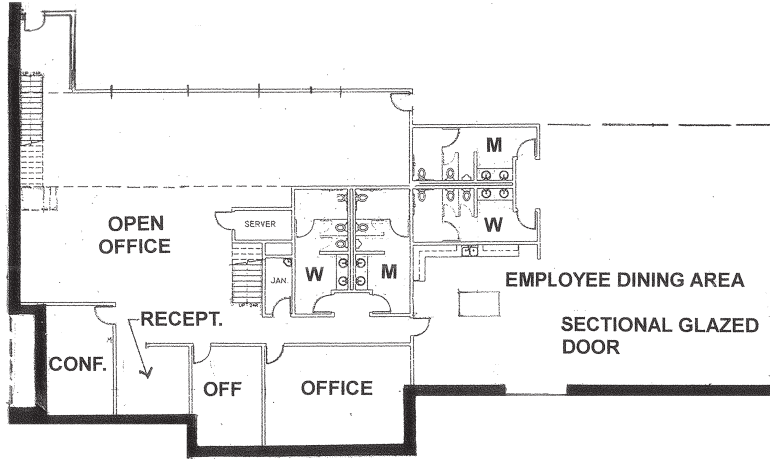 M
W
OPEN
OFFICE
SERVER
W
JAN.
M
EMPLOYEE DINING AREA
SECTIONAL GLAZED
DOOR
RECEPT.
CONF.
OFF
OFFICE